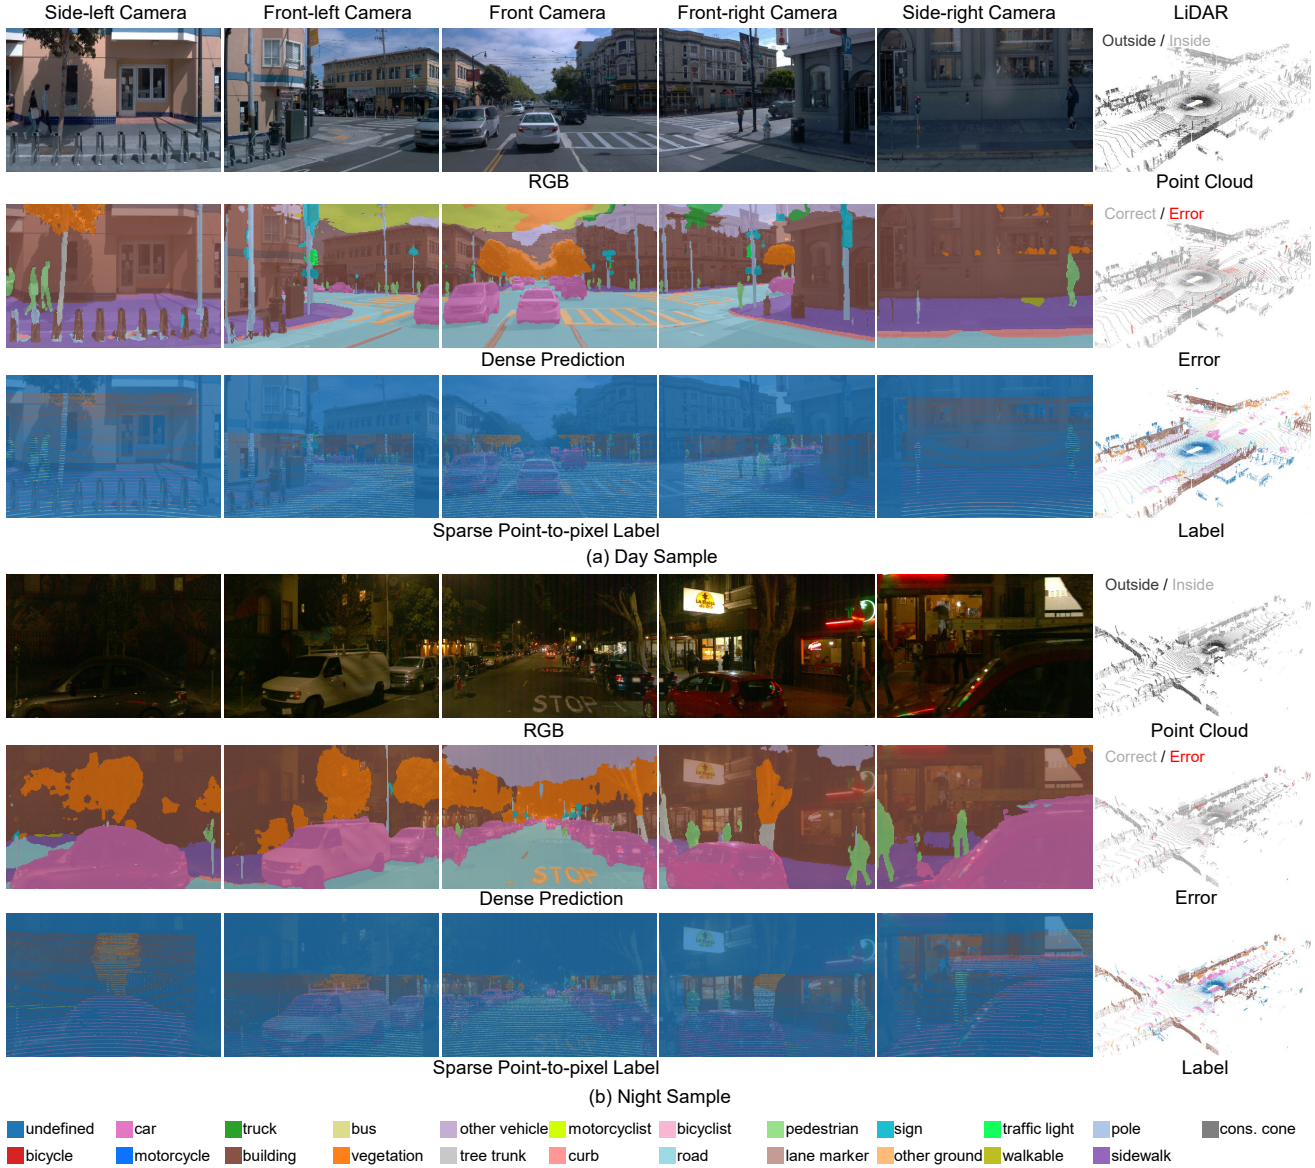 Side-left Camera Front-left Camera Front Camera Front-right Camera Side-right Camera LiDAR
Outside / Inside
RGB Point Cloud
Correct / Error
Dense Prediction Error
Sparse Point-to-pixel Label Label
(a) Day Sample
Outside / Inside
STOP
RGB Point Cloud
Correct / Error
STOP
Dense Prediction Error
Sparse Point-to-pixel Label Label
(b) Night Sample
undefined car truck bus other vehicle motorcyclist bicyclist pedestrian sign traffic light pole cons. cone
bicycle motorcycle building vegetation tree trunk curb road lane marker other ground walkable sidewalk